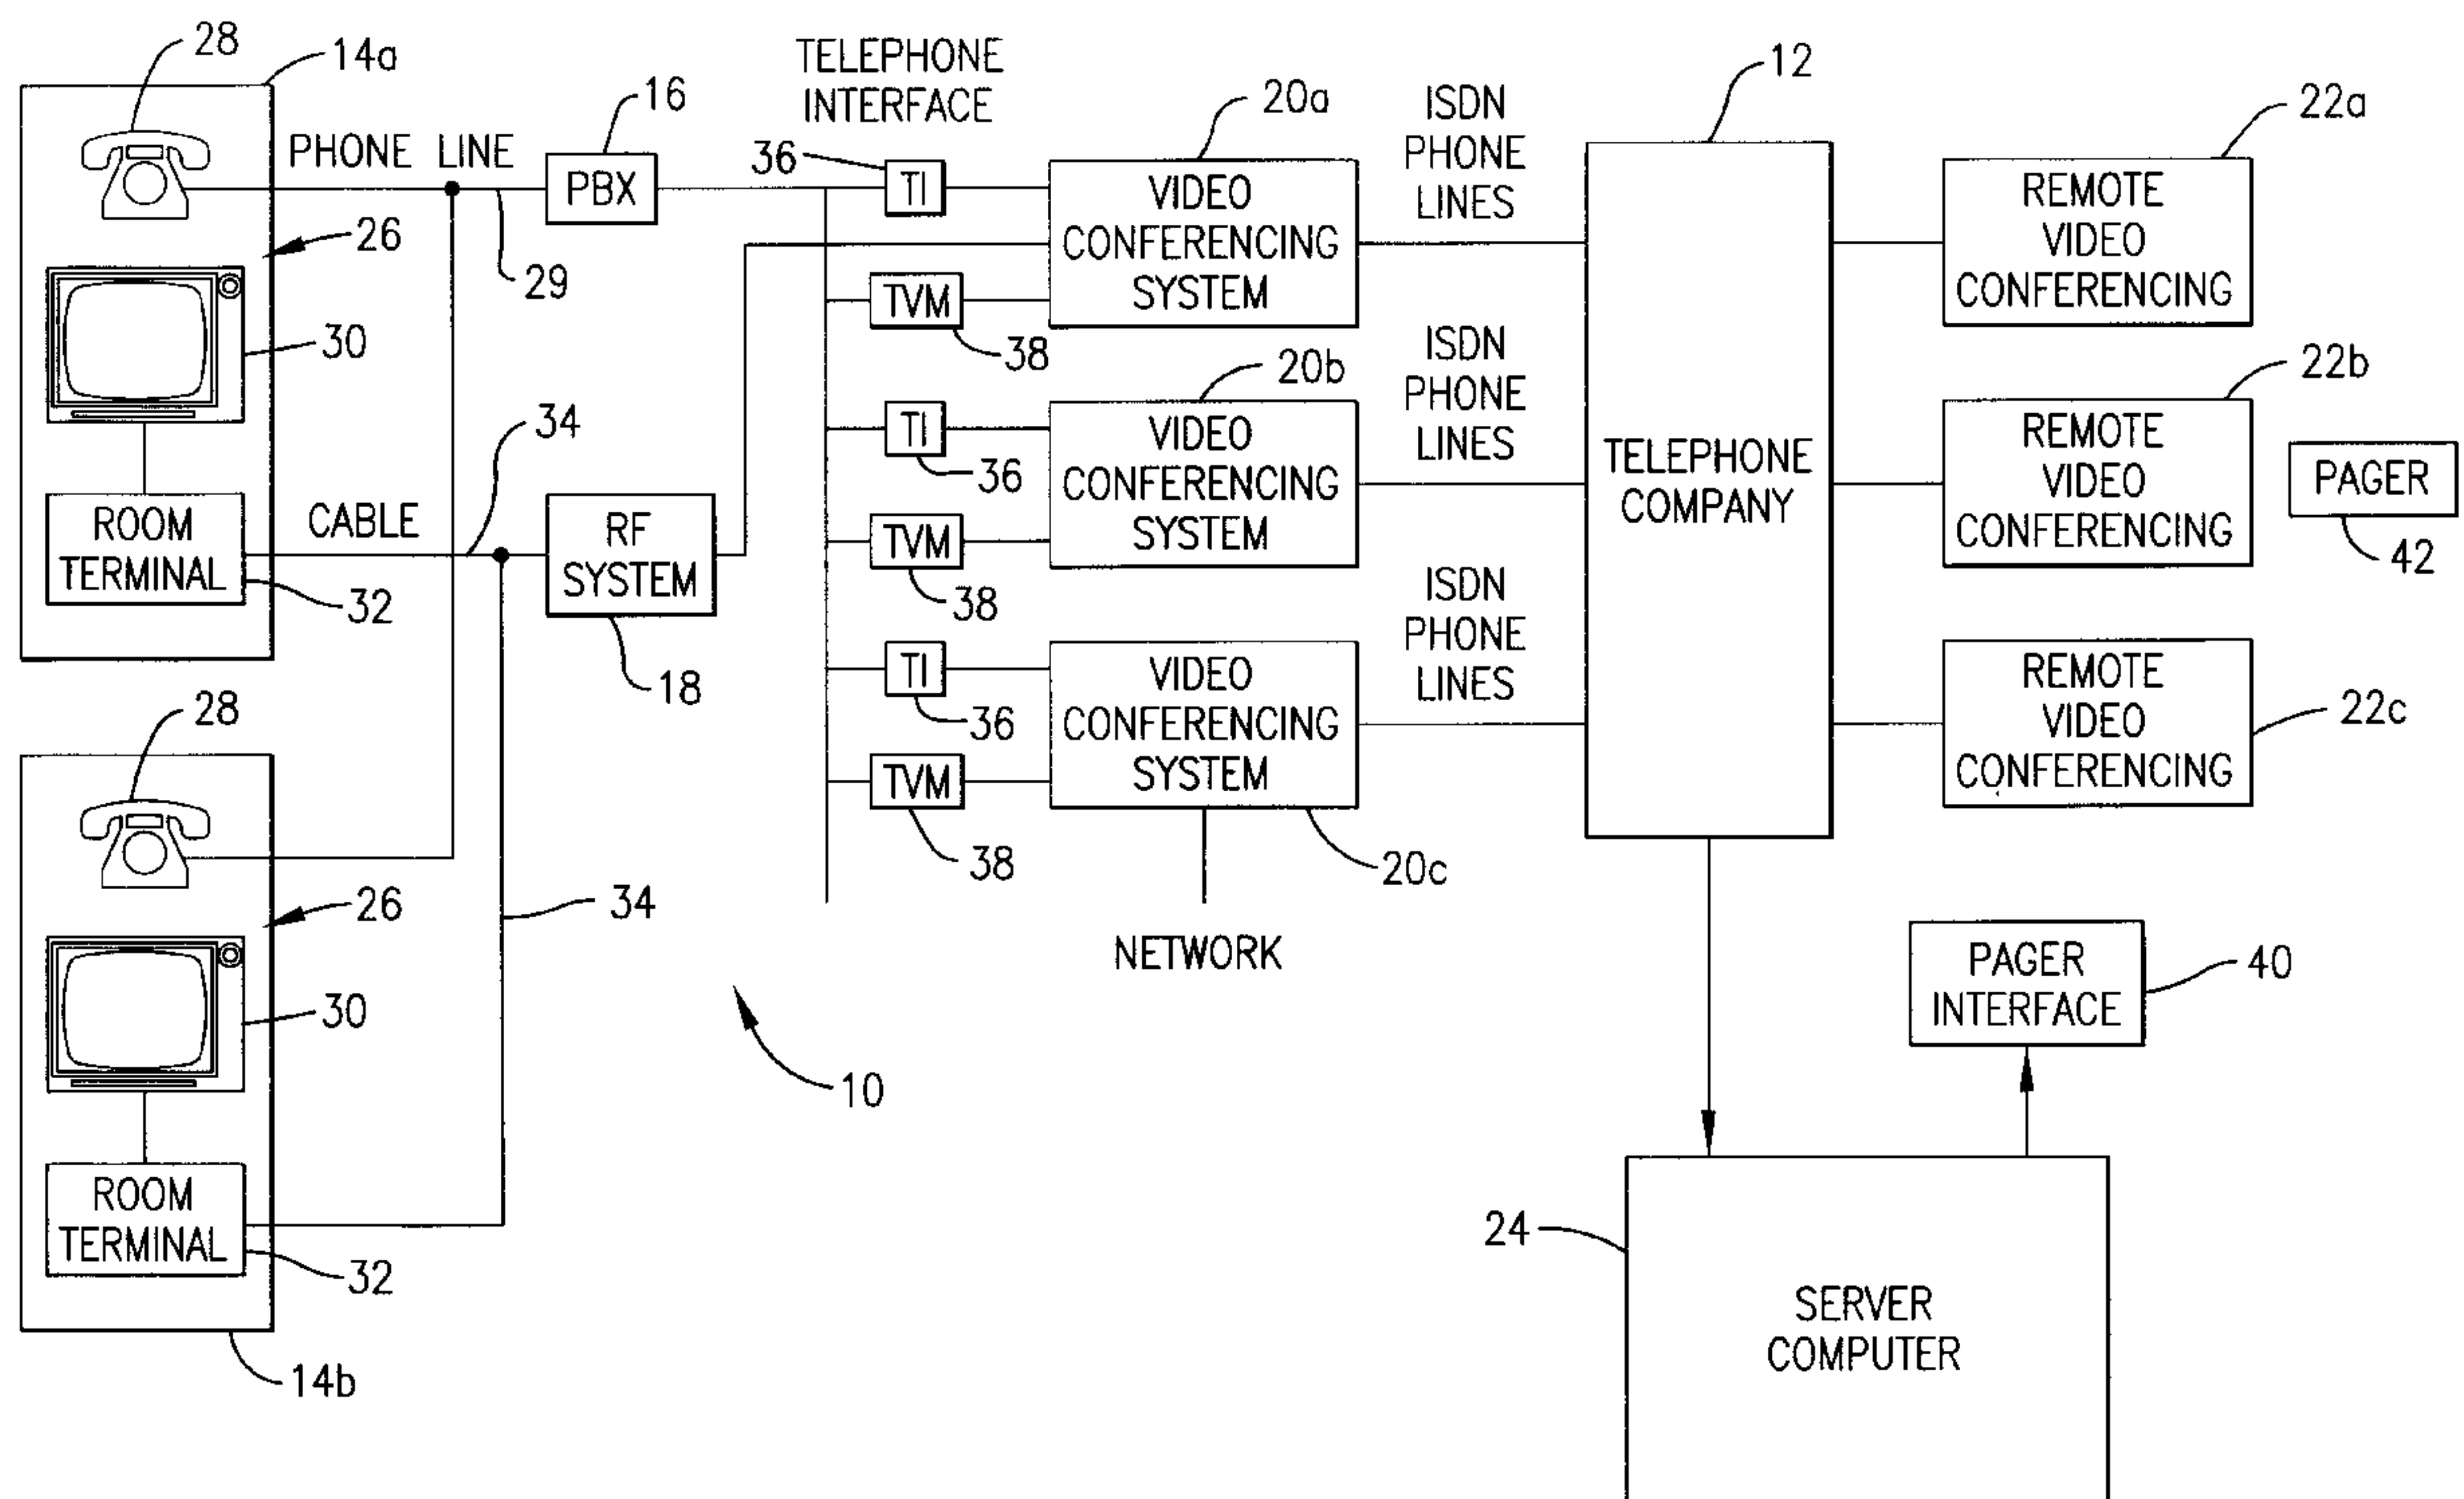 28
14a
PHONE LINE
26
29
30
ROOM
TERMINAL
32
CABLE
34
16
PBX
RF
SYSTEM
18
28
26
30
ROOM
TERMINAL
32
34
14b
TELEPHONE
INTERFACE
36
TI
TVM
38
TI
36
TVM
38
TI
36
TVM
38
20a
VIDEO
CONFERENCING
SYSTEM
20b
VIDEO
CONFERENCING
SYSTEM
VIDEO
CONFERENCING
SYSTEM
20c
NETWORK
10
ISDN
PHONE
LINES
ISDN
PHONE
LINES
ISDN
PHONE
LINES
12
TELEPHONE
COMPANY
22a
REMOTE
VIDEO
CONFERENCING
22b
REMOTE
VIDEO
CONFERENCING
PAGER
42
REMOTE
VIDEO
CONFERENCING
22c
PAGER
INTERFACE
40
24
SERVER
COMPUTER